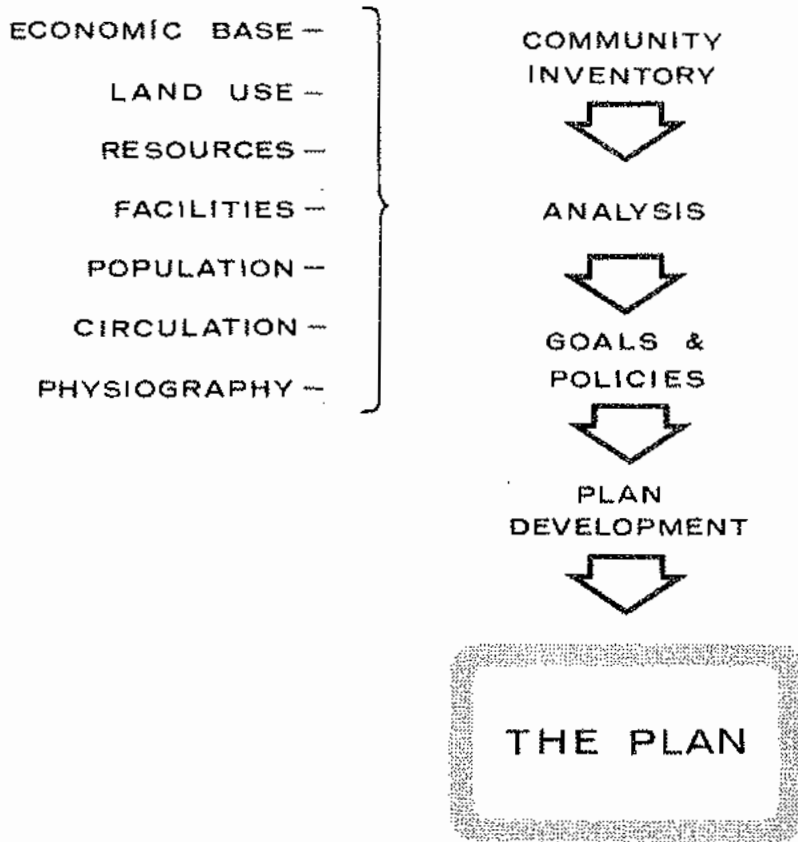 ECONOMIC BASE –
LAND USE –
RESOURCES –
FACILITIES –
POPULATION –
CIRCULATION –
PHYSIOGRAPHY –
COMMUNITY
INVENTORY
ANALYSIS
GOALS &
POLICIES
PLAN
DEVELOPMENT
THE PLAN